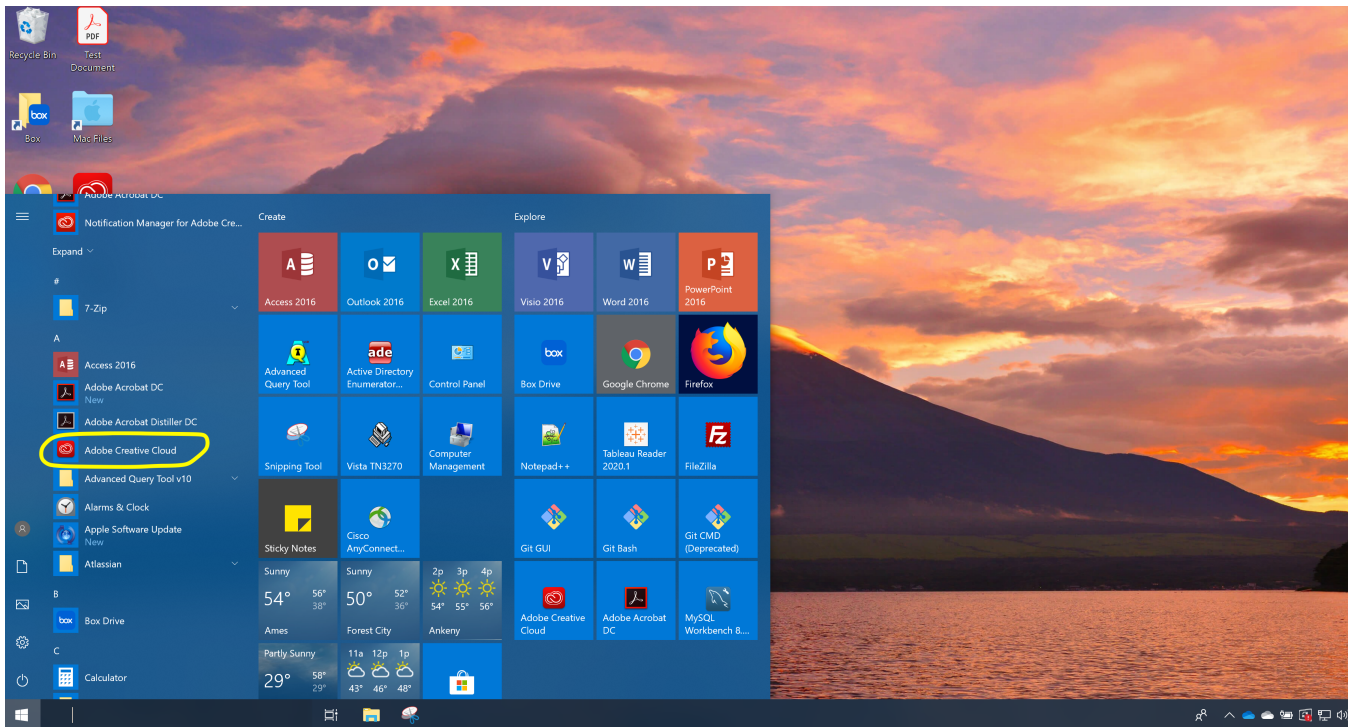 Recycle Bin
Test
Document
PDF
Box
box
Mac Files
Adobe Acrobat DC
Notification Manager for Adobe Cre...
Expand
#
7-Zip
A
Access 2016
Adobe Acrobat DC
New
Adobe Acrobat Distiller DC
Adobe Creative Cloud
Advanced Query Tool v10
Alarms & Clock
Apple Software Update
New
Atlassian
B
box
Box Drive
C
Calculator
Create
A
Access 2016
O
Outlook 2016
X
Excel 2016
Advanced
Query Tool
ade
Active Directory
Enumerator...
Control Panel
Snipping Tool
Vista TN3270
Computer
Management
Sticky Notes
Cisco
AnyConnect...
Sunny
54° 56°
38°
Ames
Sunny
50° 52°
36°
Forest City
2p 3p 4p
54° 55° 56°
Ankeny
Partly Sunny
29° 58°
29°
11a 12p 1p
43° 46° 48°
Explore
V
Visio 2016
W
Word 2016
P
PowerPoint
2016
box
Box Drive
Google Chrome
Firefox
Notepad++
Tableau Reader
2020.1
Fz
FileZilla
Git GUI
Git Bash
Git CMD
(Deprecated)
Adobe Creative
Cloud
Adobe Acrobat
DC
MySQL
Workbench 8....